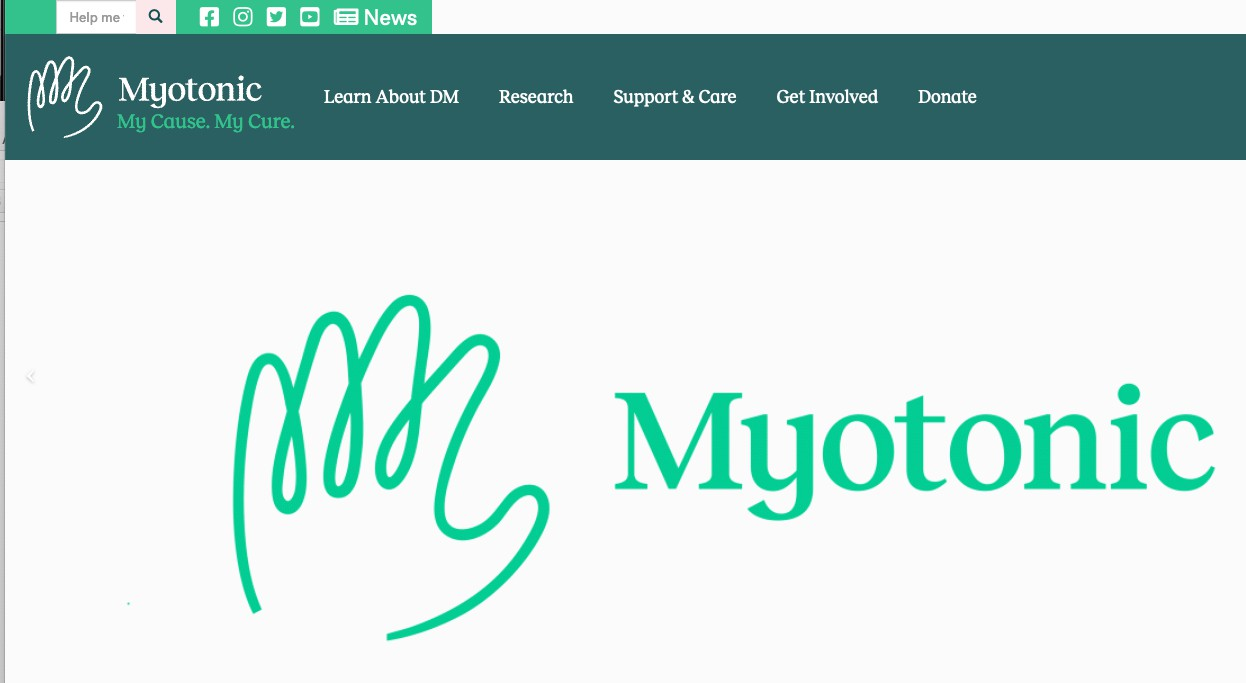 Help me
News
Myotonic
My Cause. My Cure.
Learn About DM
Research
Support & Care
Get Involved
Donate
Myotonic